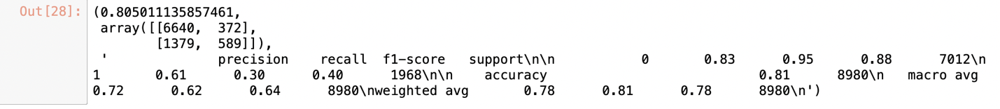 Out[28]: (0.805011135857461,
array([[6640,  372],
[1379,  589]]),
'              precision    recall  f1-score   support\n\n           0       0.83      0.95      0.88      7012\n
1       0.61      0.30      0.40      1968\n\n    accuracy                           0.81      8980\n   macro avg
0.72      0.62      0.64      8980\nweighted avg       0.78      0.81      0.78      8980\n')